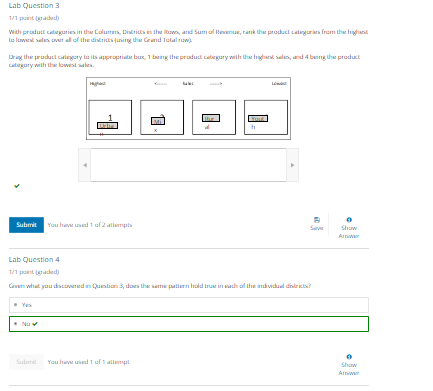 Lab Question 3
1/1 point (graded)
With product categories in the Columns, Districts in the Rows, and Sum of Revenue, rank the product categories from the highest
to lowest sales over all of the districts (using the Grand Total row).
Drag the product category to its appropriate box, 1 being the product category with the highest sales, and 4 being the product
category with the lowest sales.
Highest <---- Sales ----> Lowest
1
Urba Mi Rur Yout
n x al h
Submit You have used 1 of 2 attempts
Save Show
Answer
Lab Question 4
1/1 point (graded)
Given what you discovered in Question 3, does the same pattern hold true in each of the individual districts?
Yes
No ✔
Submit You have used 1 of 1 attempt
Show
Answer